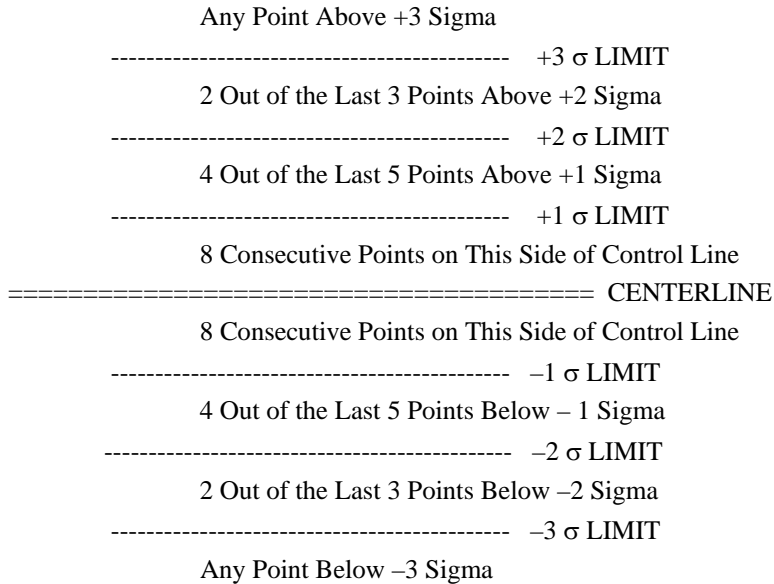 Any Point Above +3 Sigma
--------------------------------------------- +3 σ LIMIT
2 Out of the Last 3 Points Above +2 Sigma
--------------------------------------------- +2 σ LIMIT
4 Out of the Last 5 Points Above +1 Sigma
--------------------------------------------- +1 σ LIMIT
8 Consecutive Points on This Side of Control Line
======================================= CENTERLINE
8 Consecutive Points on This Side of Control Line
--------------------------------------------- –1 σ LIMIT
4 Out of the Last 5 Points Below – 1 Sigma
---------------------------------------------- –2 σ LIMIT
2 Out of the Last 3 Points Below –2 Sigma
--------------------------------------------- –3 σ LIMIT
Any Point Below –3 Sigma